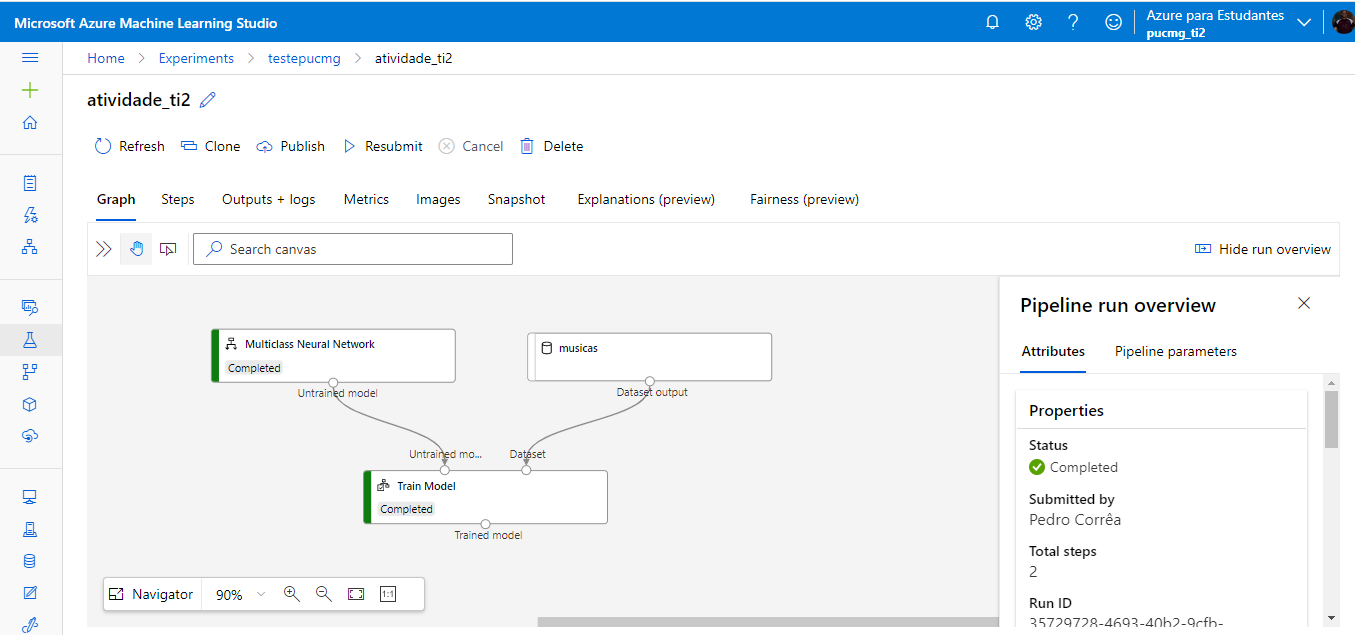 Microsoft Azure Machine Learning Studio
Azure para Estudantes
pucmg_ti2
Home > Experiments > testepucmg > atividade_ti2
atividade_ti2
Refresh Clone Publish Resubmit Cancel Delete
Graph Steps Outputs + logs Metrics Images Snapshot Explanations (preview) Fairness (preview)
Search canvas
Hide run overview
Multiclass Neural Network
Completed
Untrained model
musicas
Dataset output
Untrained mo...
Dataset
Train Model
Completed
Trained model
Navigator 90% 1:1
Pipeline run overview
Attributes Pipeline parameters
Properties
Status
Completed
Submitted by
Pedro Corrêa
Total steps
2
Run ID
35729728-4693-40b2-9cfb-